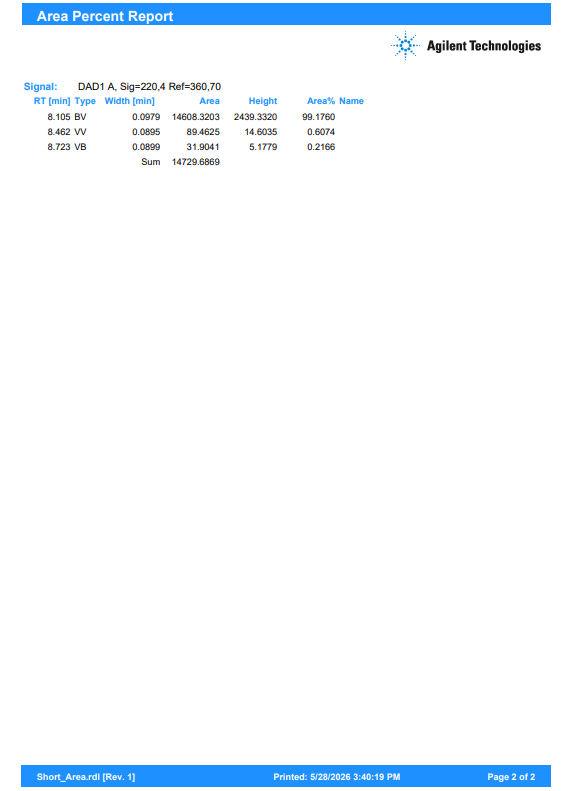 Area Percent Report
Agilent Technologies
Signal: DAD1 A, Sig=220,4 Ref=360,70
RT [min] Type Width [min] Area Height Area% Name
8.105 BV 0.0979 14608.3203 2439.3320 99.1760
8.462 VV 0.0895 89.4625 14.6035 0.6074
8.723 VB 0.0899 31.9041 5.1779 0.2166
Sum 14729.6869
Short_Area.rdl [Rev. 1] Printed: 5/28/2026 3:40:19 PM Page 2 of 2